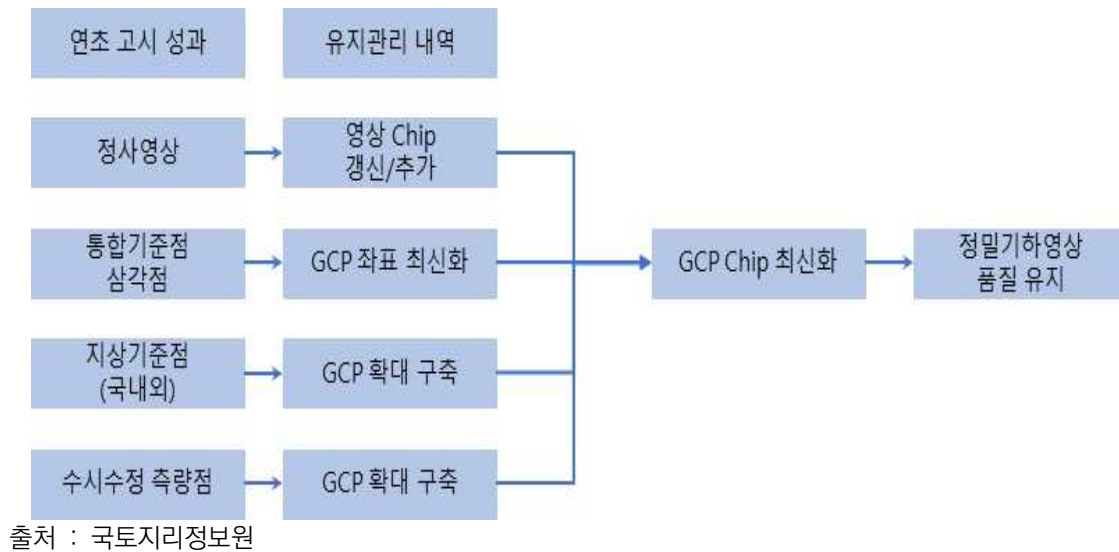 연초 고시 성과
유지관리 내역
정사영상
영상 Chip
갱신/추가
통합기준점
삼각점
GCP 좌표 최신화
GCP Chip 최신화
정밀기하영상
품질 유지
지상기준점
(국내외)
GCP 확대 구축
수시수정 측량점
GCP 확대 구축
출처 : 국토지리정보원